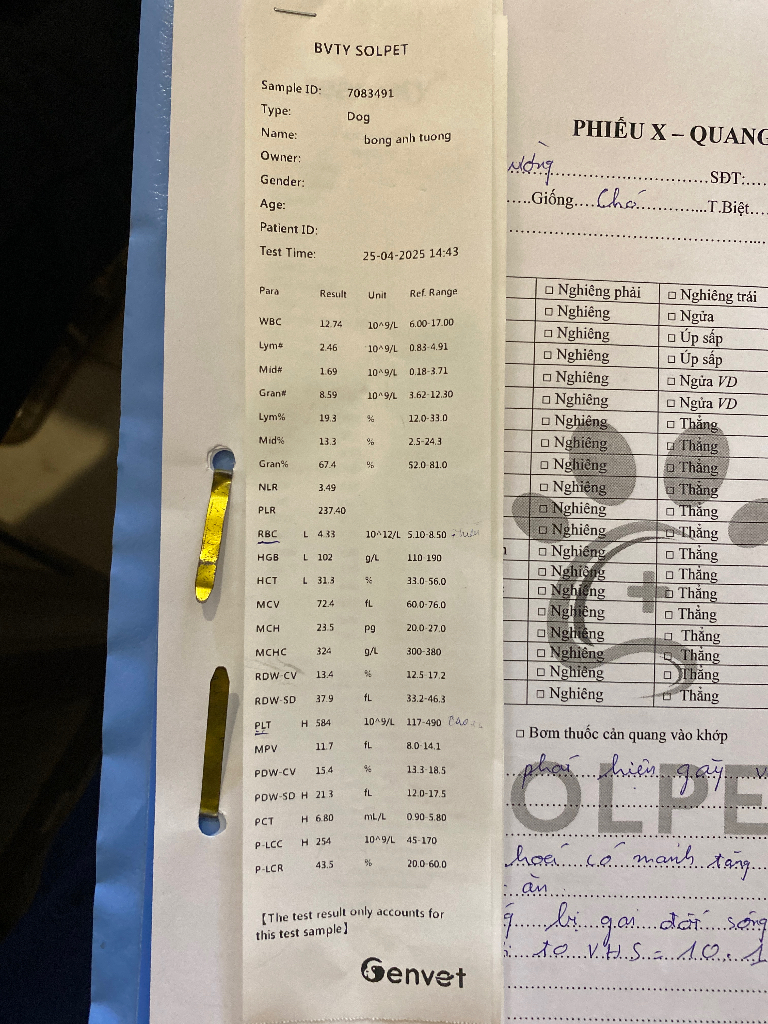 BVTY SOLPET
Sample ID: 7083491
Type: Dog
Name: bong anh tuong
Owner:
Gender:
Age:
Patient ID:
Test Time: 25-04-2025 14:43
Para Result Unit Ref. Range
WBC 12.74 10^9/L 6.00-17.00
Lym# 2.46 10^9/L 0.83-4.91
Mid# 1.69 10^9/L 0.18-3.71
Gran# 8.59 10^9/L 3.62-12.30
Lym% 19.3 % 12.0-33.0
Mid% 13.3 % 2.5-24.3
Gran% 67.4 % 52.0-81.0
NLR 3.49
PLR 237.40
RBC L 4.33 10^12/L 5.10-8.50
HGB L 102 g/L 110-190
HCT L 31.3 % 33.0-56.0
MCV 72.4 fL 60.0-76.0
MCH 23.5 pg 20.0-27.0
MCHC 324 g/L 300-380
RDW-CV 13.4 % 12.5-17.2
RDW-SD 37.9 fL 33.2-46.3
PLT H 584 10^9/L 117-490
MPV 11.7 fL 8.0-14.1
PDW-CV 15.4 % 13.3-18.5
PDW-SD H 21.3 fL 12.0-17.5
PCT H 6.80 mL/L 0.90-5.80
P-LCC H 254 10^9/L 45-170
P-LCR 43.5 % 20.0-60.0
【The test result only accounts for
this test sample】
Genvet
PHIẾU X – QUANG
SĐT:
Giống Chó T.Biệt
□ Nghiêng phải □ Nghiêng trái
□ Nghiêng □ Ngửa
□ Nghiêng □ Úp sấp
□ Nghiêng □ Úp sấp
□ Nghiêng □ Ngửa VD
□ Nghiêng □ Ngửa VD
□ Nghiêng □ Thẳng
□ Nghiêng □ Thẳng
□ Nghiêng □ Thẳng
□ Nghiêng □ Thẳng
□ Nghiêng □ Thẳng
□ Nghiêng □ Thẳng
□ Nghiêng □ Thẳng
□ Nghiêng □ Thẳng
□ Nghiêng □ Thẳng
□ Nghiêng □ Thẳng
□ Nghiêng □ Thẳng
□ Nghiêng □ Thẳng
□ Nghiêng □ Thẳng
□ Nghiêng □ Thẳng
□ Bơm thuốc cản quang vào khớp
phát hiện gãy
OLPE
có mảnh tăng
ăn
bị gai đốt sống
to VHS = 10.1